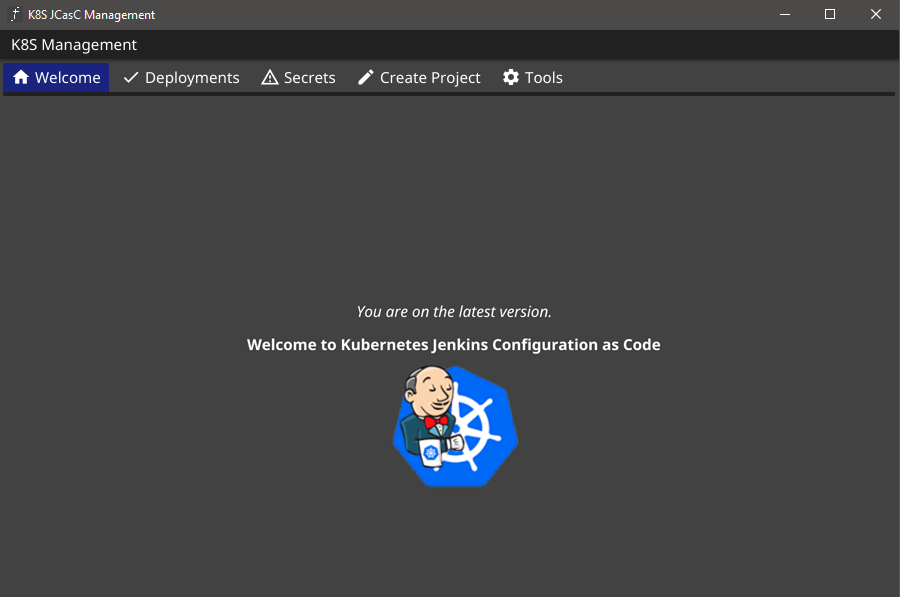 K8S JCasC Management
K8S Management
Welcome Deployments Secrets Create Project Tools
You are on the latest version.
Welcome to Kubernetes Jenkins Configuration as Code